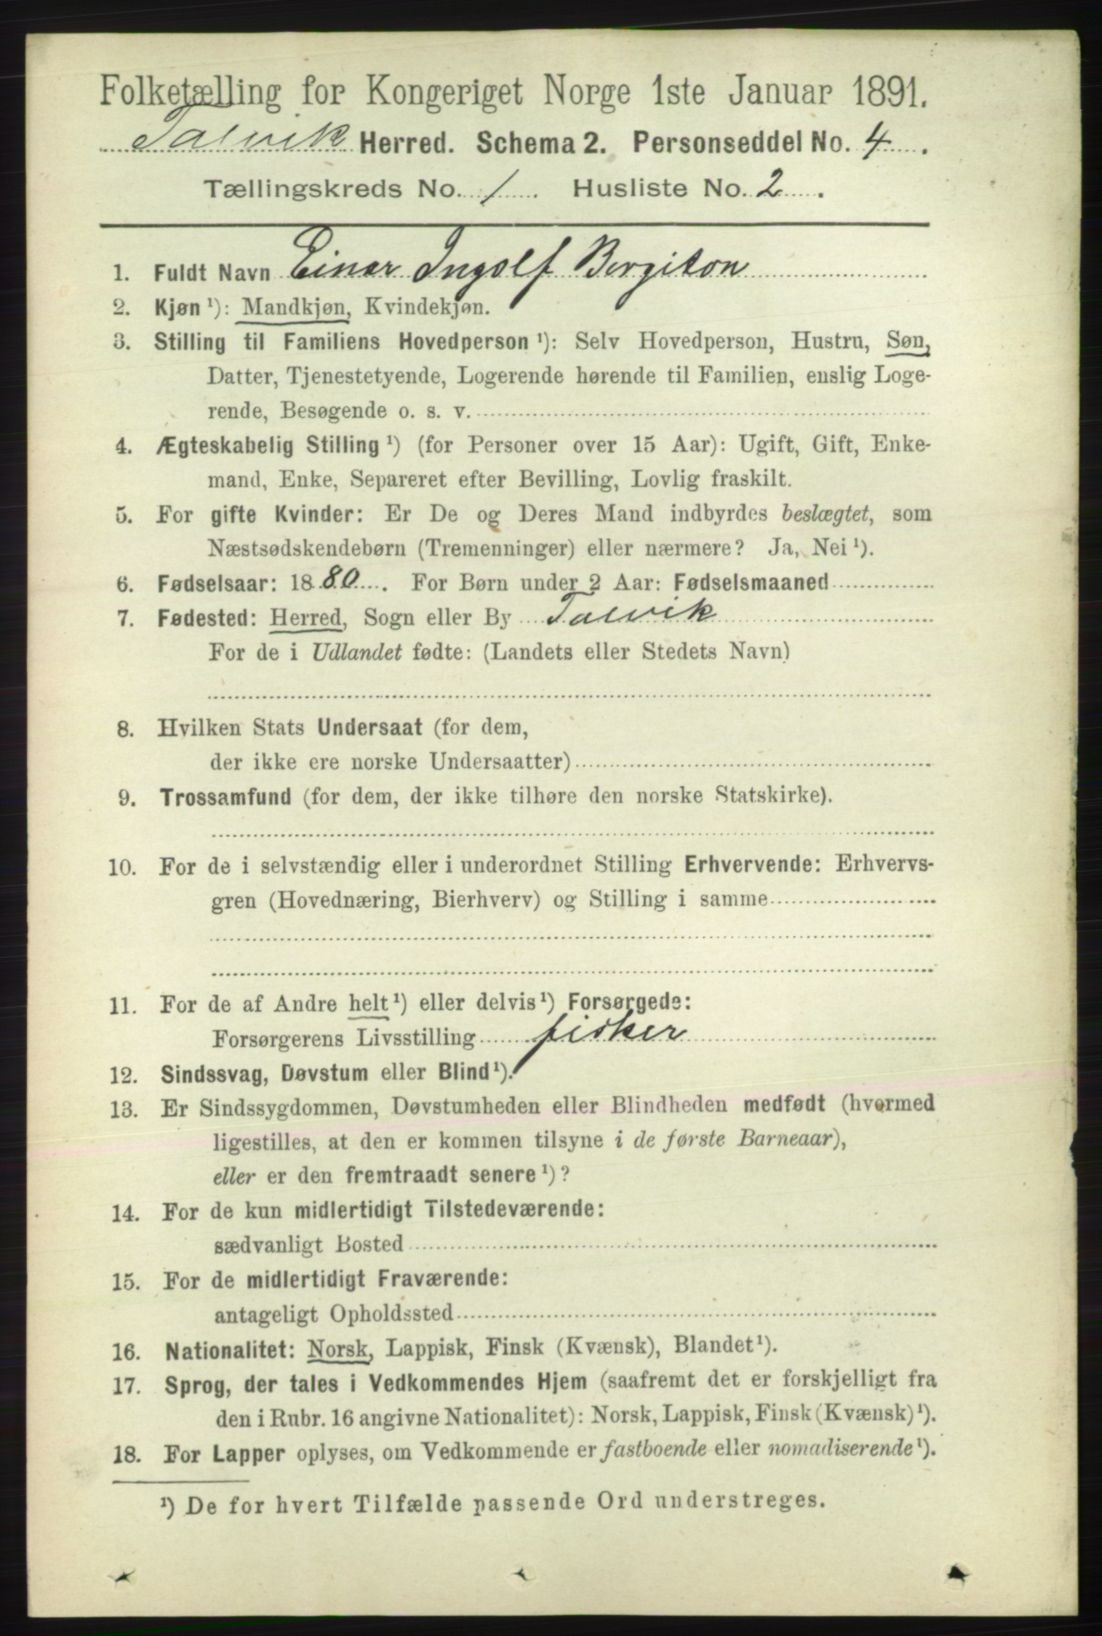 Folketælling for Kongeriget Norge 1ste Januar 1891.
Talvik Herred. Schema 2. Personseddel No. 4.
Tællingskreds No. 1. Husliste No. 2.
1. Fuldt Navn Einar Ingolf
2. Kjøn ¹): Mandkjøn, Kvindekjøn.
3. Stilling til Familiens Hovedperson ¹): Selv Hovedperson, Hustru, Søn,
Datter, Tjenestetyende, Logerende hørende til Familien, enslig Loge-
rende, Besøgende o. s. v.
4. Ægteskabelig Stilling ¹) (for Personer over 15 Aar): Ugift, Gift, Enke-
mand, Enke, Separeret efter Bevilling, Lovlig fraskilt.
5. For gifte Kvinder: Er De og Deres Mand indbyrdes beslægtet, som
Næstsødskendebørn (Tremenninger) eller nærmere? Ja, Nei ¹).
6. Fødselsaar: 1880. For Børn under 2 Aar: Fødselsmaaned
7. Fødested: Herred, Sogn eller By Talvik
For de i Udlandet fødte: (Landets eller Stedets Navn)
8. Hvilken Stats Undersaat (for dem,
der ikke ere norske Undersaatter)
9. Trossamfund (for dem, der ikke tilhøre den norske Statskirke).
10. For de i selvstændig eller i underordnet Stilling Erhvervende: Erhvervs-
gren (Hovednæring, Bierhverv) og Stilling i samme
11. For de af Andre helt ¹) eller delvis ¹) Forsørgede:
Forsørgerens Livsstilling fisker
12. Sindssvag, Døvstum eller Blind ¹).
13. Er Sindssygdommen, Døvstumheden eller Blindheden medfødt (hvormed
ligestilles, at den er kommen tilsyne i de første Barneaar),
eller er den fremtraadt senere ¹)?
14. For de kun midlertidigt Tilstedeværende:
sædvanligt Bosted
15. For de midlertidigt Fraværende:
antageligt Opholdssted
16. Nationalitet: Norsk, Lappisk, Finsk (Kvænsk), Blandet ¹).
17. Sprog, der tales i Vedkommendes Hjem (saafremt det er forskjelligt fra
den i Rubr. 16 angivne Nationalitet): Norsk, Lappisk, Finsk (Kvænsk) ¹).
18. For Lapper oplyses, om Vedkommende er fastboende eller nomadiserende ¹).
¹) De for hvert Tilfælde passende Ord understreges.